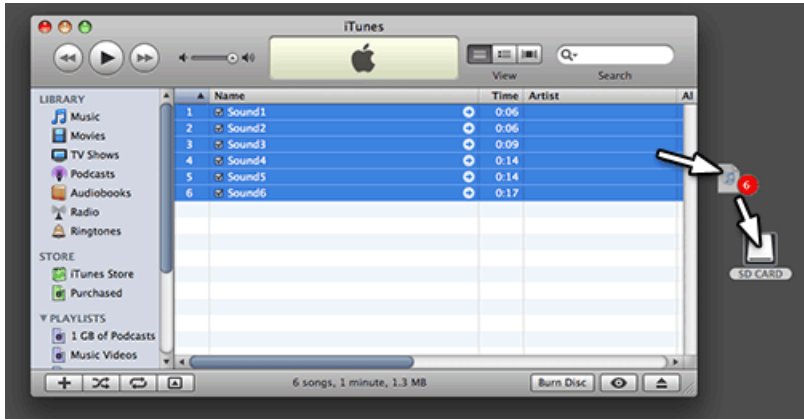 iTunes
View
Search
LIBRARY
Music
Movies
TV Shows
Podcasts
Audiobooks
Radio
Ringtones
STORE
iTunes Store
Purchased
PLAYLISTS
1 GB of Podcasts
Music Videos
Name Time Artist Al
1 Sound1 0:06
2 Sound2 0:06
3 Sound3 0:09
4 Sound4 0:14
5 Sound5 0:14
6 Sound6 0:17
6 songs, 1 minute, 1.3 MB
Burn Disc
6
SD CARD